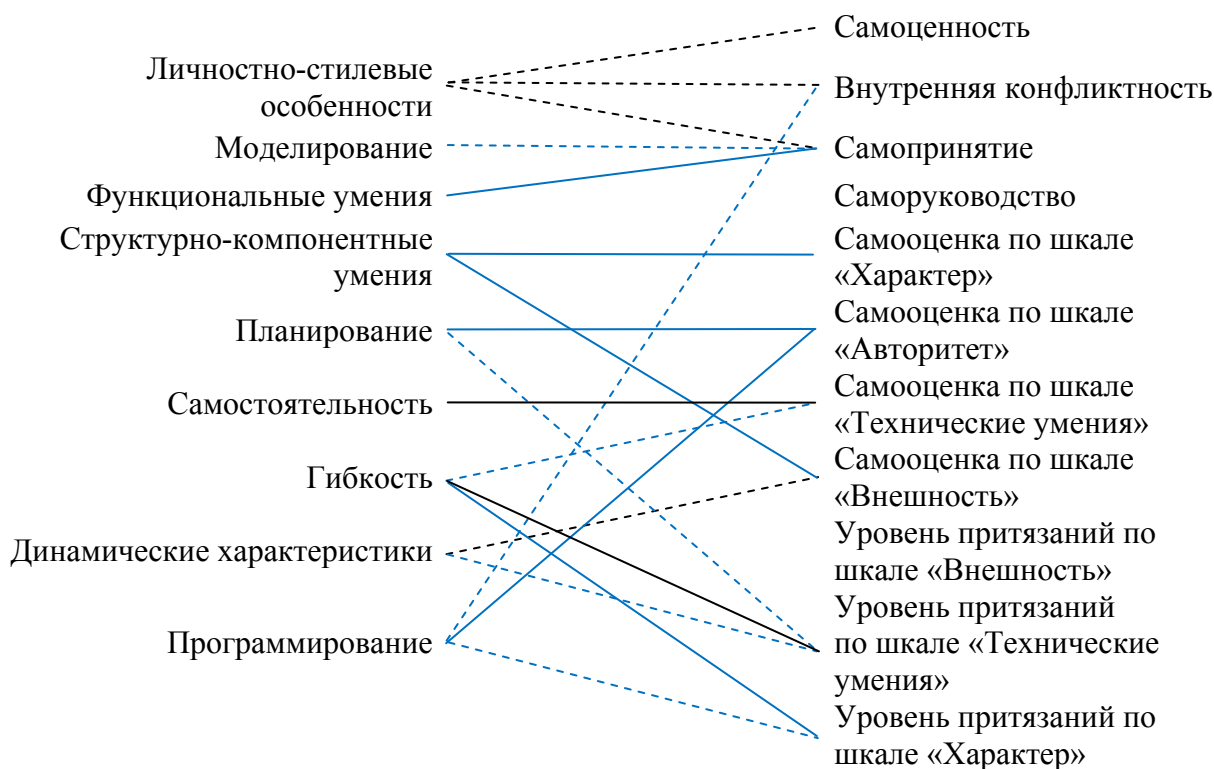 Личностно-стилевые
особенности
Моделирование
Функциональные умения
Структурно-компонентные
умения
Планирование
Самостоятельность
Гибкость
Динамические характеристики
Программирование
Самоценность
Внутренняя конфликтность
Самопринятие
Саморуководство
Самооценка по шкале
«Характер»
Самооценка по шкале
«Авторитет»
Самооценка по шкале
«Технические умения»
Самооценка по шкале
«Внешность»
Уровень притязаний по
шкале «Внешность»
Уровень притязаний
по шкале «Технические
умения»
Уровень притязаний по
шкале «Характер»